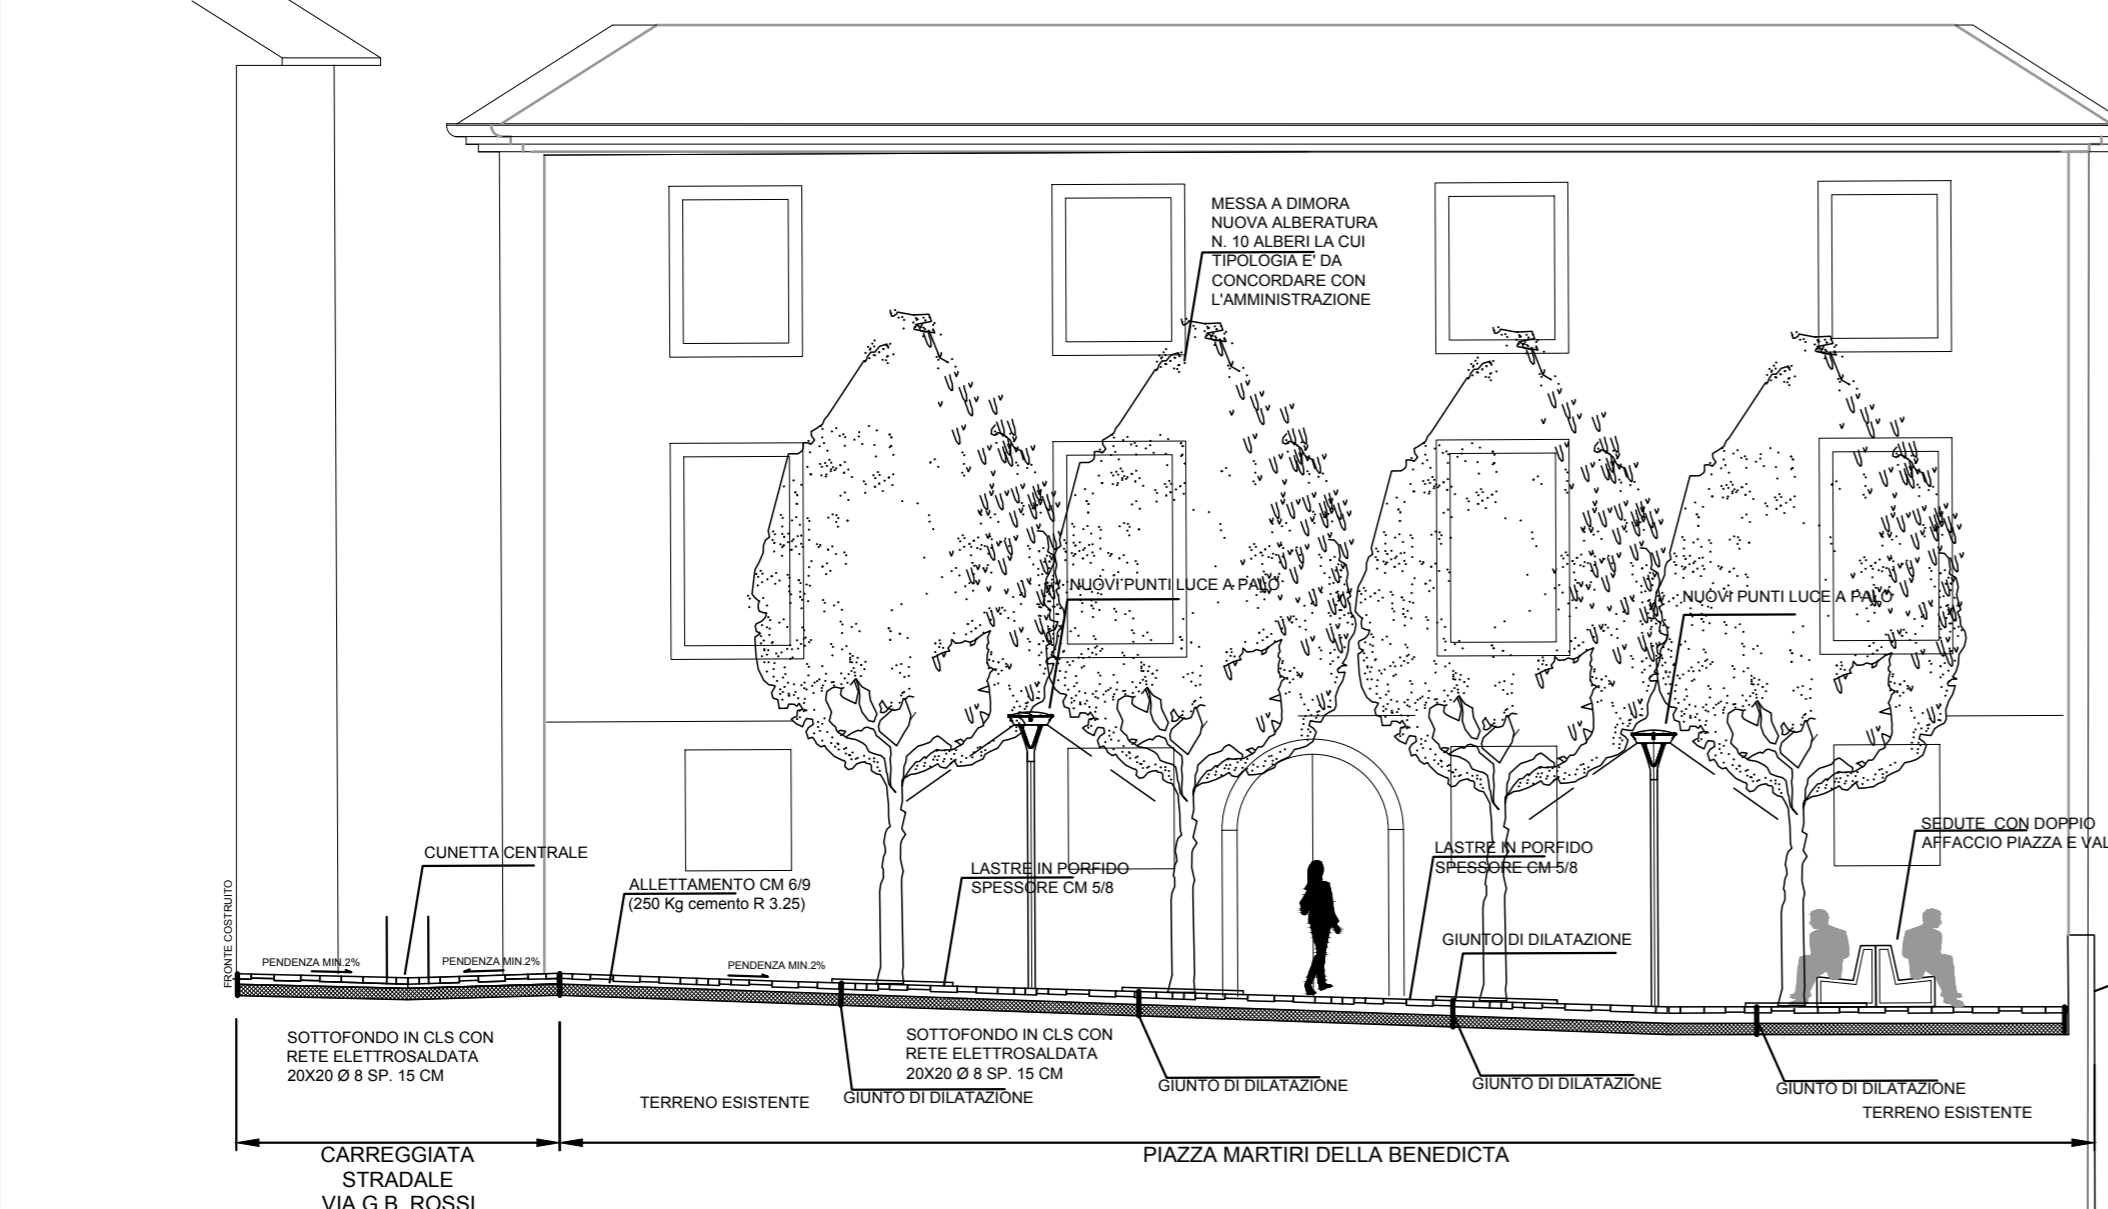 MESSA A DIMORA
NUOVA ALBERATURA
N. 10 ALBERI LA CUI
TIPOLOGIA E' DA
CONCORDARE CON
L'AMMINISTRAZIONE
NUOVI PUNTI LUCE A PALO
NUOVI PUNTI LUCE A PALO
CUNETTA CENTRALE
ALLETTAMENTO CM 6/9
(250 Kg cemento R 3.25)
LASTRE IN PORFIDO
SPESSORE CM 5/8
LASTRE IN PORFIDO
SPESSORE CM 5/8
SEDUTE CON DOPPIO
AFFACCIO PIAZZA E VAL
GIUNTO DI DILATAZIONE
FRONTE COSTRUITO
PENDENZA MIN.2%
PENDENZA MIN.2%
PENDENZA MIN.2%
SOTTOFONDO IN CLS CON
RETE ELETTROSALDATA
20X20 Ø 8 SP. 15 CM
SOTTOFONDO IN CLS CON
RETE ELETTROSALDATA
20X20 Ø 8 SP. 15 CM
TERRENO ESISTENTE
GIUNTO DI DILATAZIONE
GIUNTO DI DILATAZIONE
GIUNTO DI DILATAZIONE
GIUNTO DI DILATAZIONE
TERRENO ESISTENTE
CARREGGIATA
STRADALE
VIA G.B. ROSSI
PIAZZA MARTIRI DELLA BENEDICTA